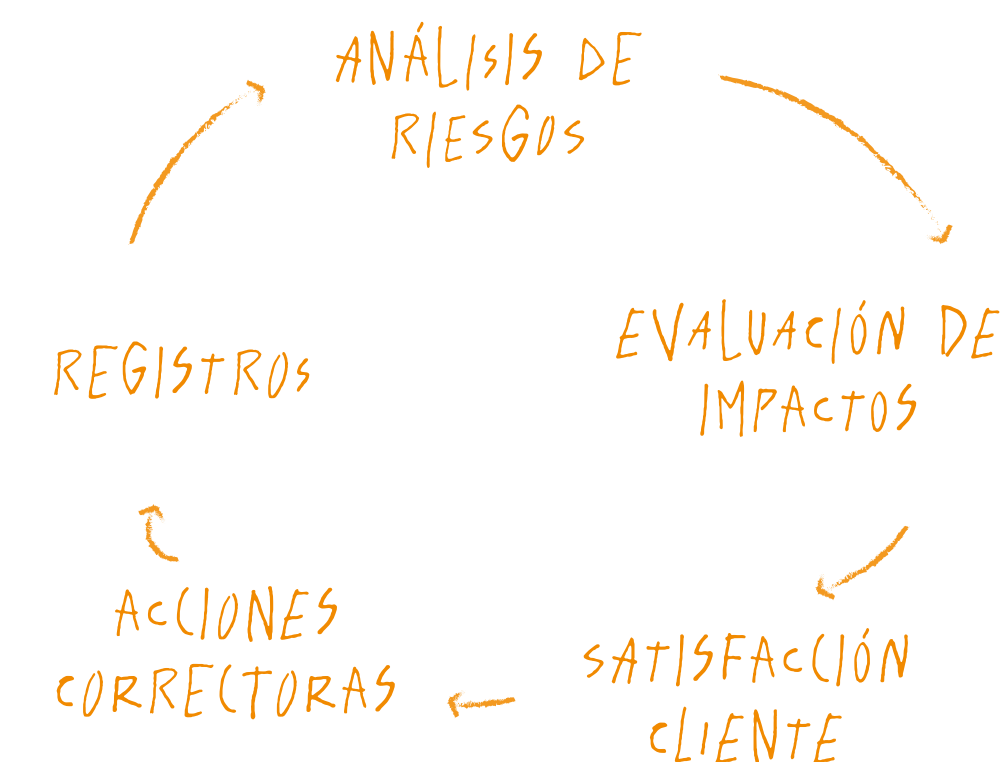 ANÁLISIS DE
RIESGOS
EVALUACIÓN DE
IMPACTOS
SATISFACCIÓN
CLIENTE
ACCIONES
CORRECTORAS
REGISTROS